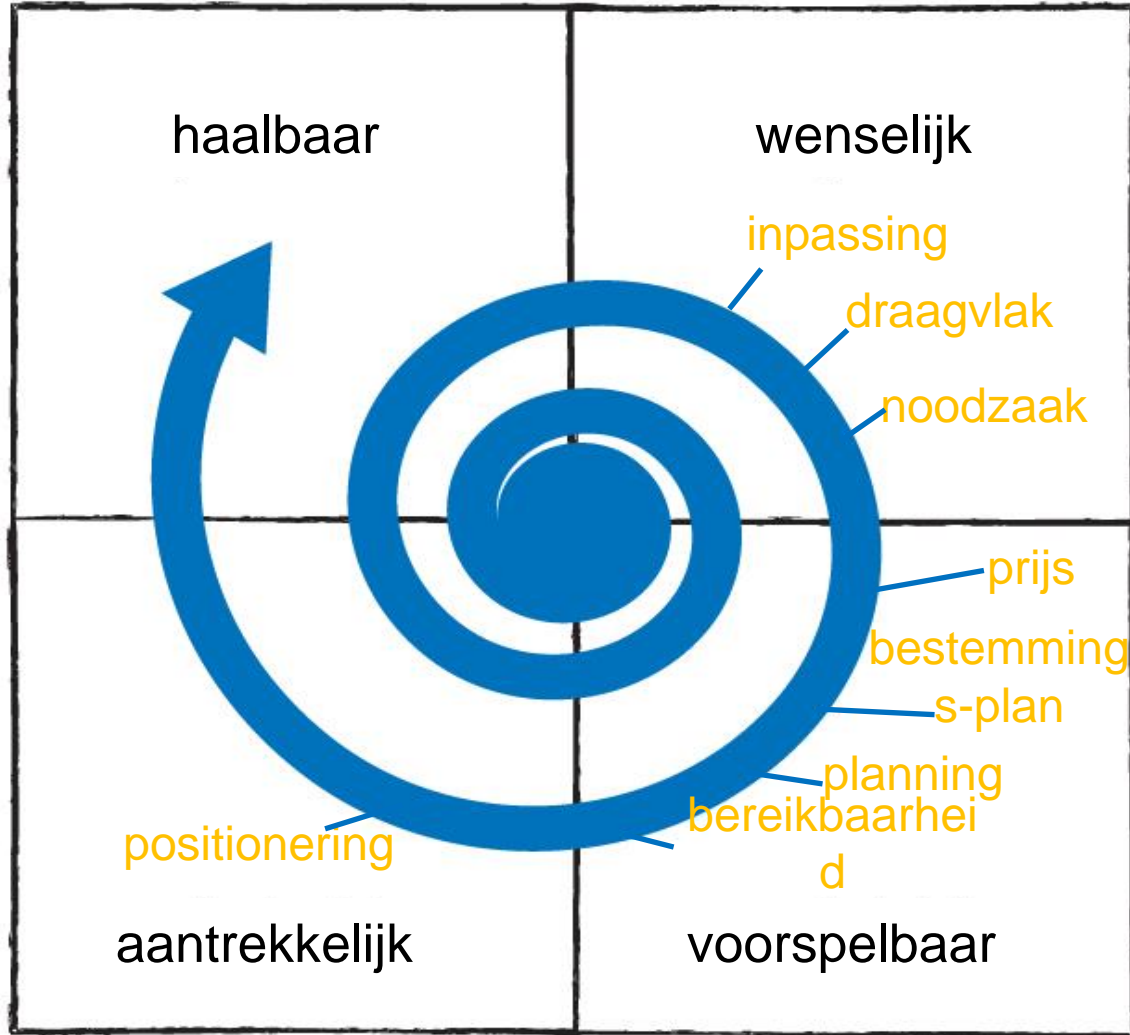 haalbaar
wenselijk
inpassing
draagvlak
noodzaak
prijs
bestemming
s-plan
planning
bereikbaarhei
d
positionering
aantrekkelijk
voorspelbaar